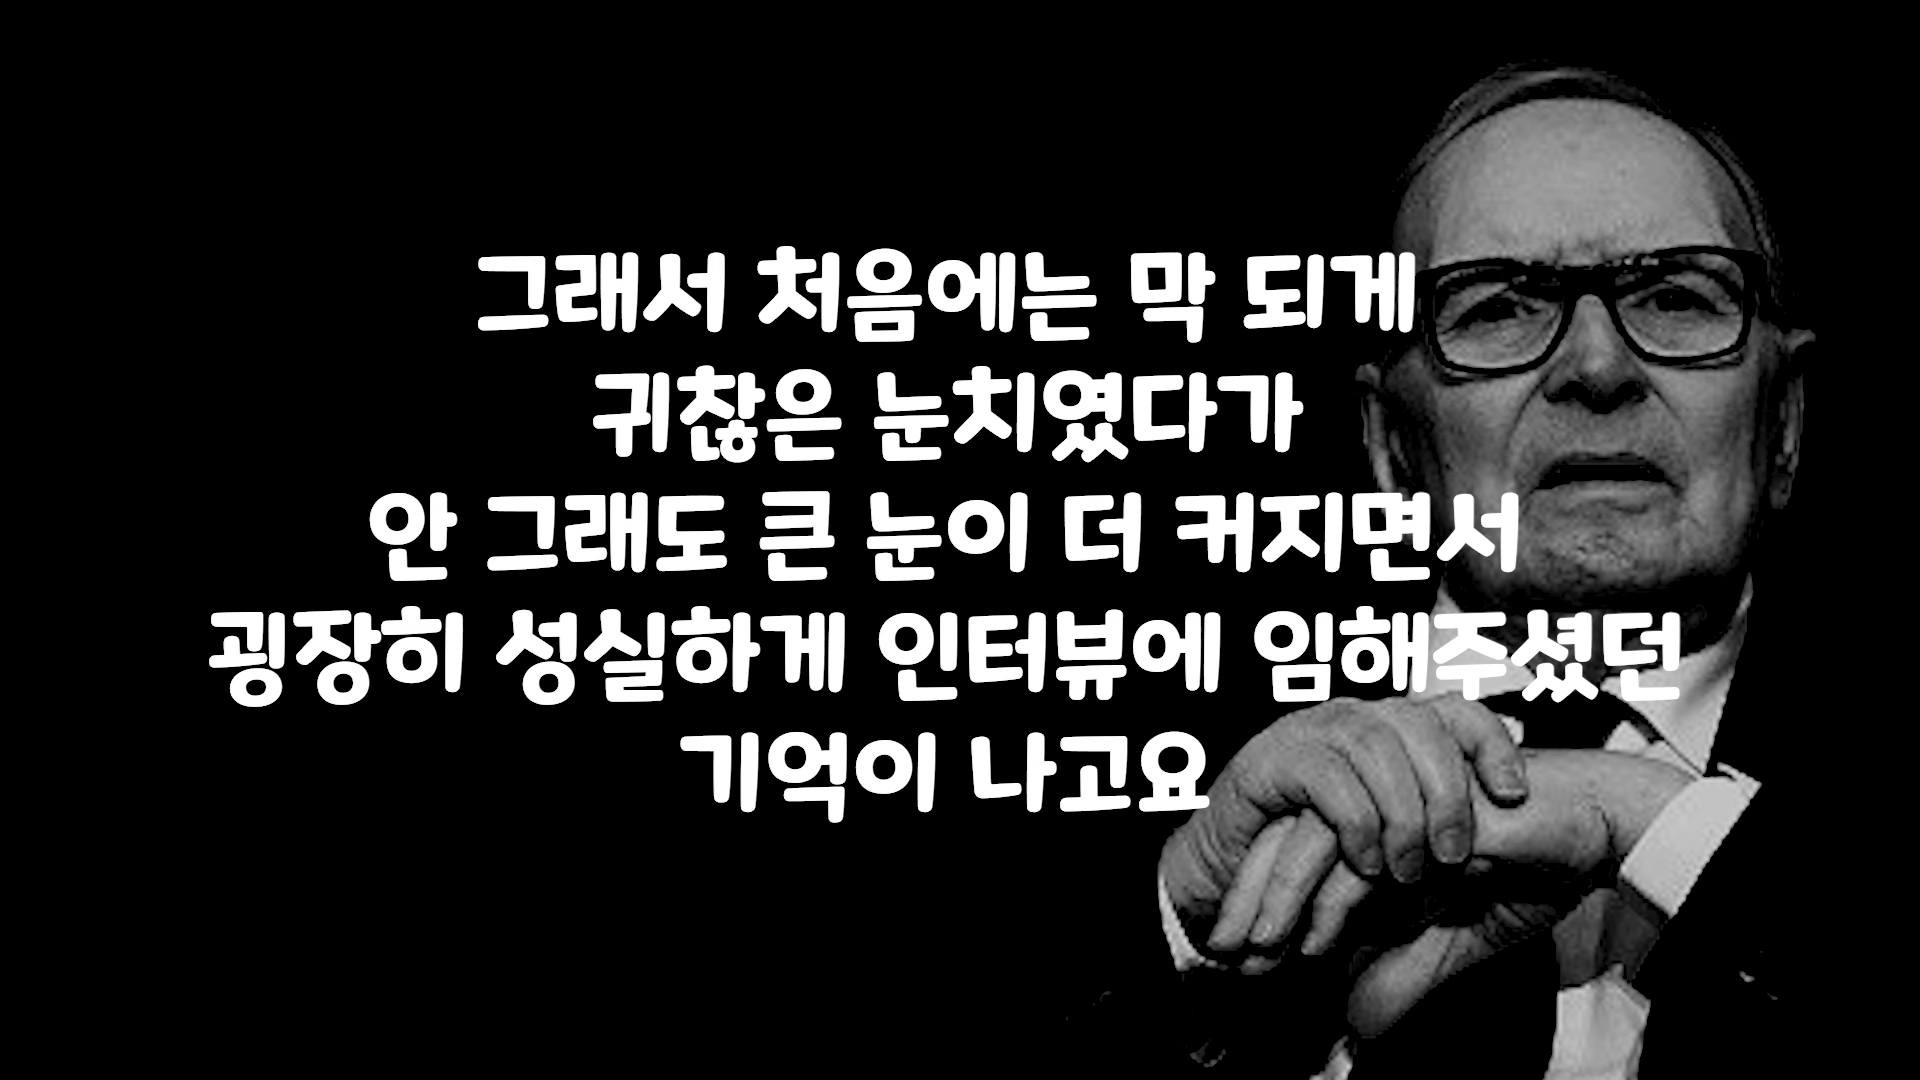 그래서 처음에는 막 되게
귀찮은 눈치였다가
안 그래도 큰 눈이 더 커지면서
굉장히 성실하게 인터뷰에 임해주셨던
기억이 나고요